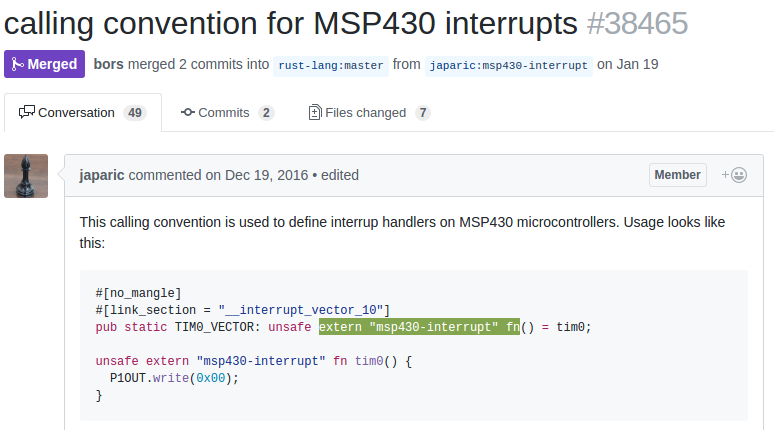 calling convention for MSP430 interrupts #38465
Merged bors merged 2 commits into rust-lang:master from japaric:msp430-interrupt on Jan 19
Conversation 49 Commits 2 Files changed 7
japaric commented on Dec 19, 2016 • edited Member +
This calling convention is used to define interrup handlers on MSP430 microcontrollers. Usage looks like
this:
#[no_mangle]
#[link_section = "__interrupt_vector_10"]
pub static TIM0_VECTOR: unsafe extern "msp430-interrupt" fn() = tim0;
unsafe extern "msp430-interrupt" fn tim0() {
P1OUT.write(0x00);
}